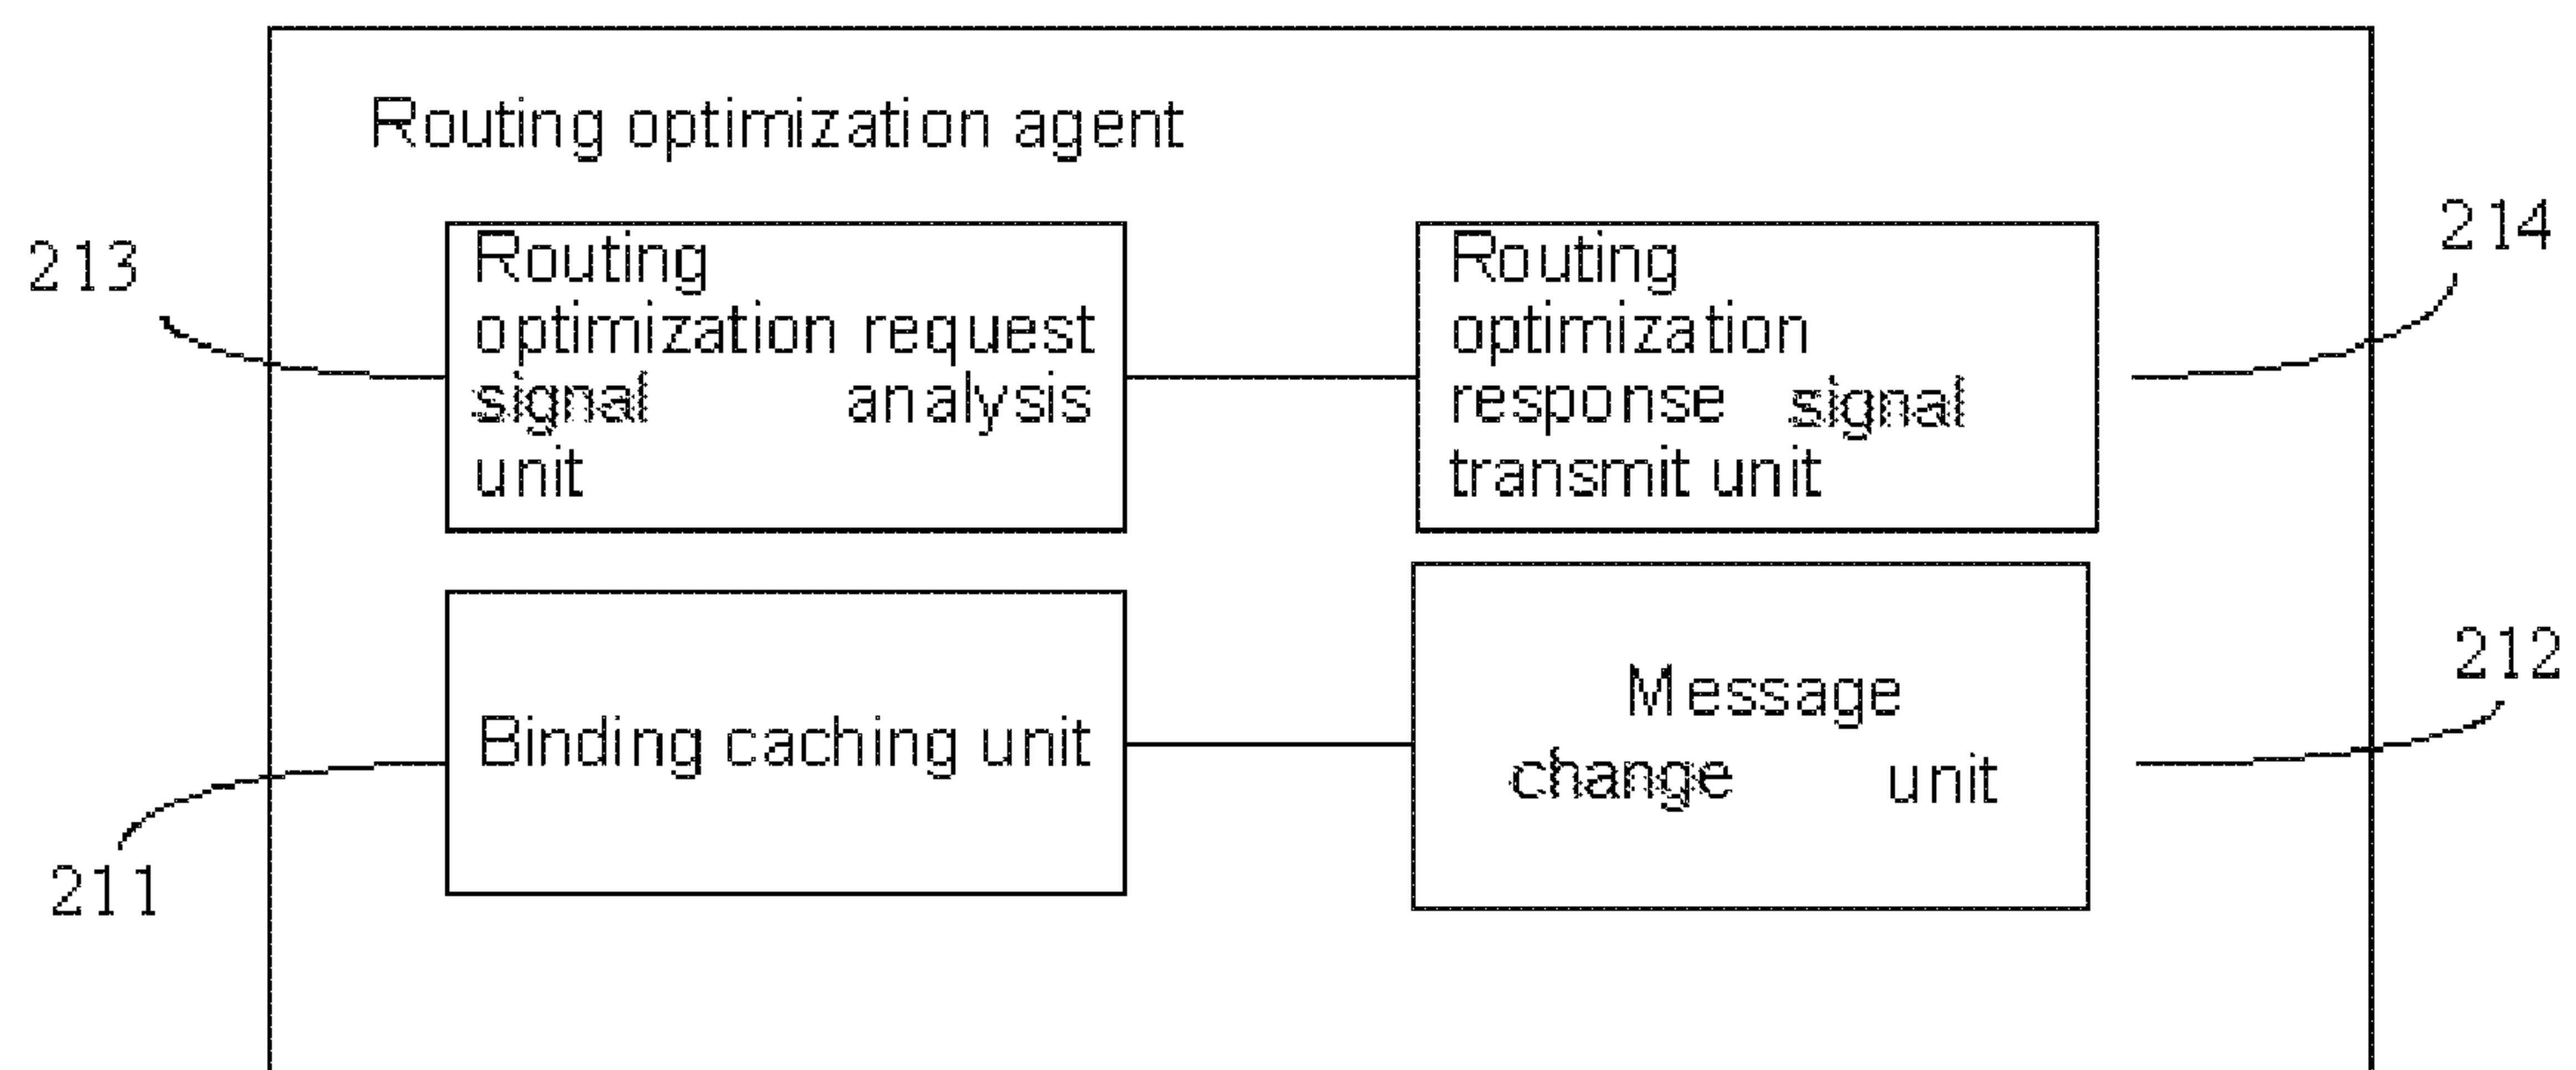 Routing optimization agent
213
Routing
optimization request
signal analysis
unit
Routing
optimization
response signal
transmit unit
214
211
Binding caching unit
Message
change unit
212